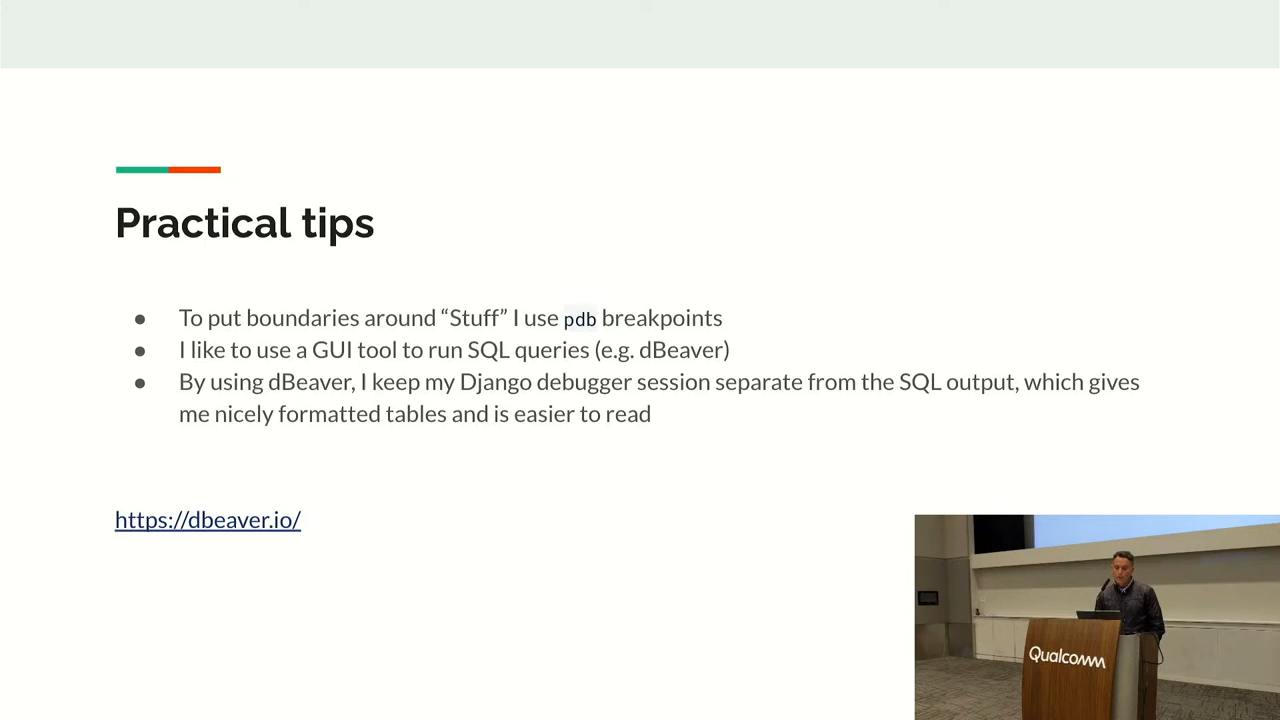 Practical tips
● To put boundaries around “Stuff” I use pdb breakpoints
● I like to use a GUI tool to run SQL queries (e.g. dBeaver)
● By using dBeaver, I keep my Django debugger session separate from the SQL output, which gives
me nicely formatted tables and is easier to read
https://dbeaver.io/
Qualcomm